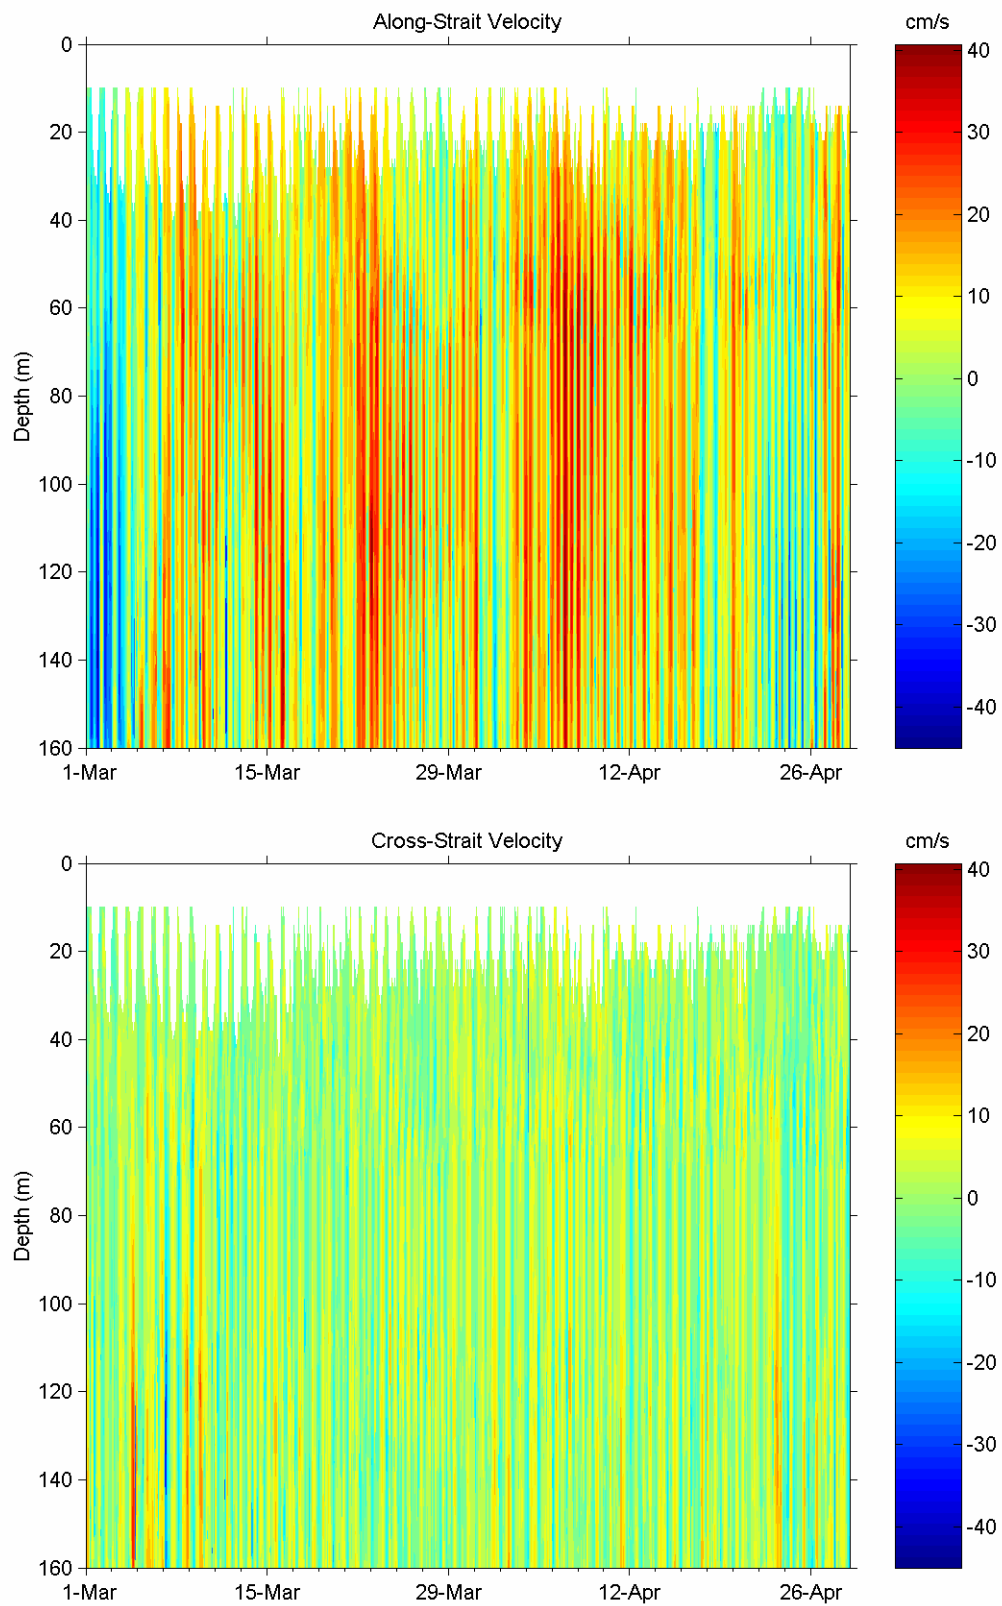 Along-Strait Velocity
cm/s
0
20
40
60
80
100
120
140
160
Depth (m)
1-Mar
15-Mar
29-Mar
12-Apr
26-Apr
40
30
20
10
0
-10
-20
-30
-40
Cross-Strait Velocity
cm/s
0
20
40
60
80
100
120
140
160
Depth (m)
1-Mar
15-Mar
29-Mar
12-Apr
26-Apr
40
30
20
10
0
-10
-20
-30
-40